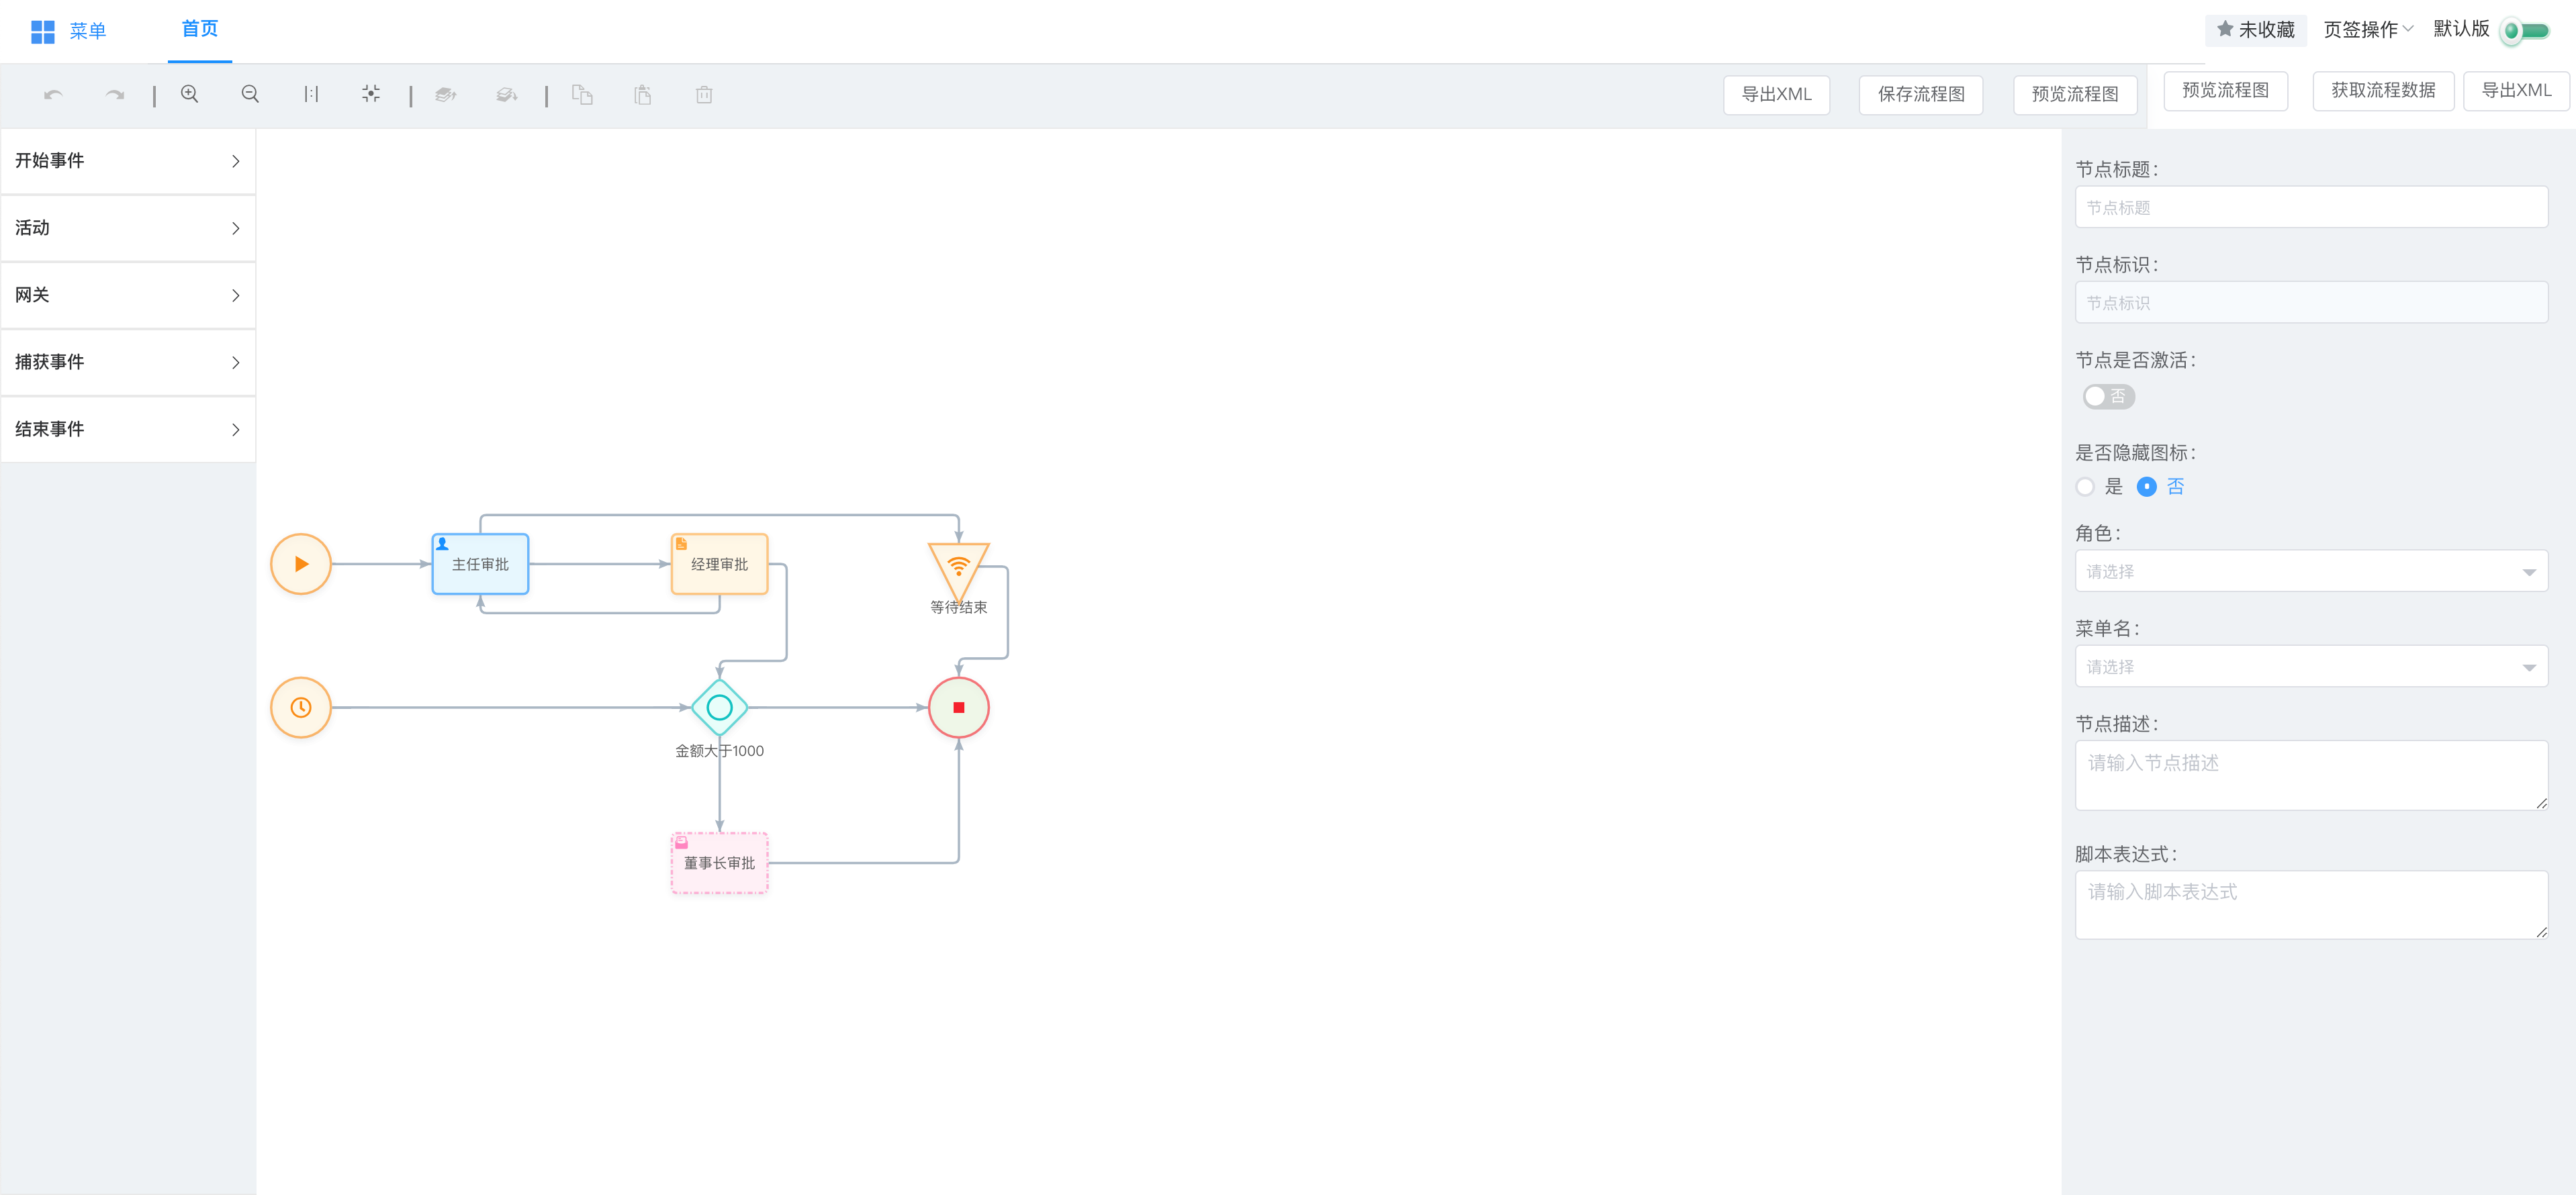 菜单
首页
未收藏
页签操作
默认版
导出XML
保存流程图
预览流程图
预览流程图
获取流程数据
导出XML
开始事件
活动
网关
捕获事件
结束事件
主任审批
经理审批
等待结束
金额大于1000
董事长审批
节点标题：
节点标题
节点标识：
节点标识
节点是否激活：
否
是否隐藏图标：
是 否
角色：
请选择
菜单名：
请选择
节点描述：
请输入节点描述
脚本表达式：
请输入脚本表达式